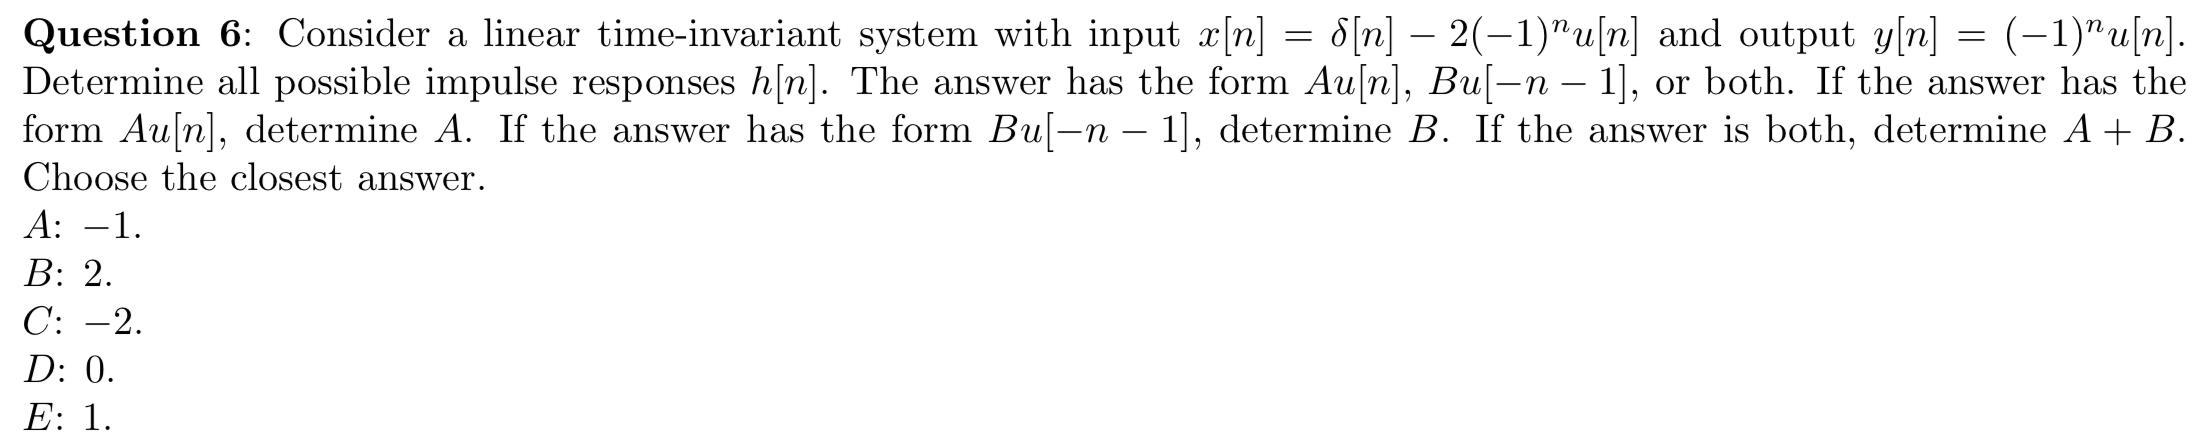 Question 6: Consider a linear time-invariant system with input x[n] = δ[n] − 2(−1)ⁿu[n] and output y[n] = (−1)ⁿu[n].
Determine all possible impulse responses h[n]. The answer has the form Au[n], Bu[−n − 1], or both. If the answer has the
form Au[n], determine A. If the answer has the form Bu[−n − 1], determine B. If the answer is both, determine A + B.
Choose the closest answer.
A: −1.
B: 2.
C: −2.
D: 0.
E: 1.